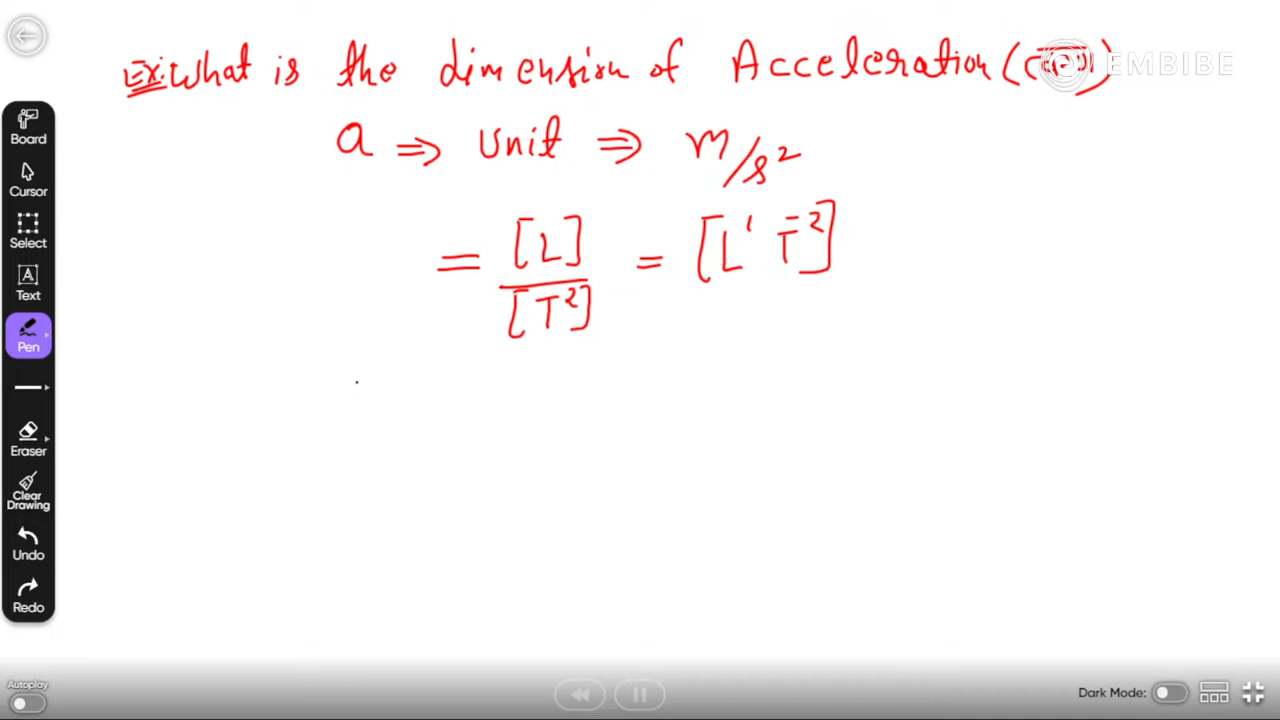 Ex:- What is the dimension of Acceleration (
EMBIBE
a ⇒ unit ⇒ m/s²
= [L]/[T²] = [L¹ T⁻²]
Board
Cursor
Select
Text
Pen
Eraser
Clear
Drawing
Undo
Redo
Autoplay
Dark Mode: